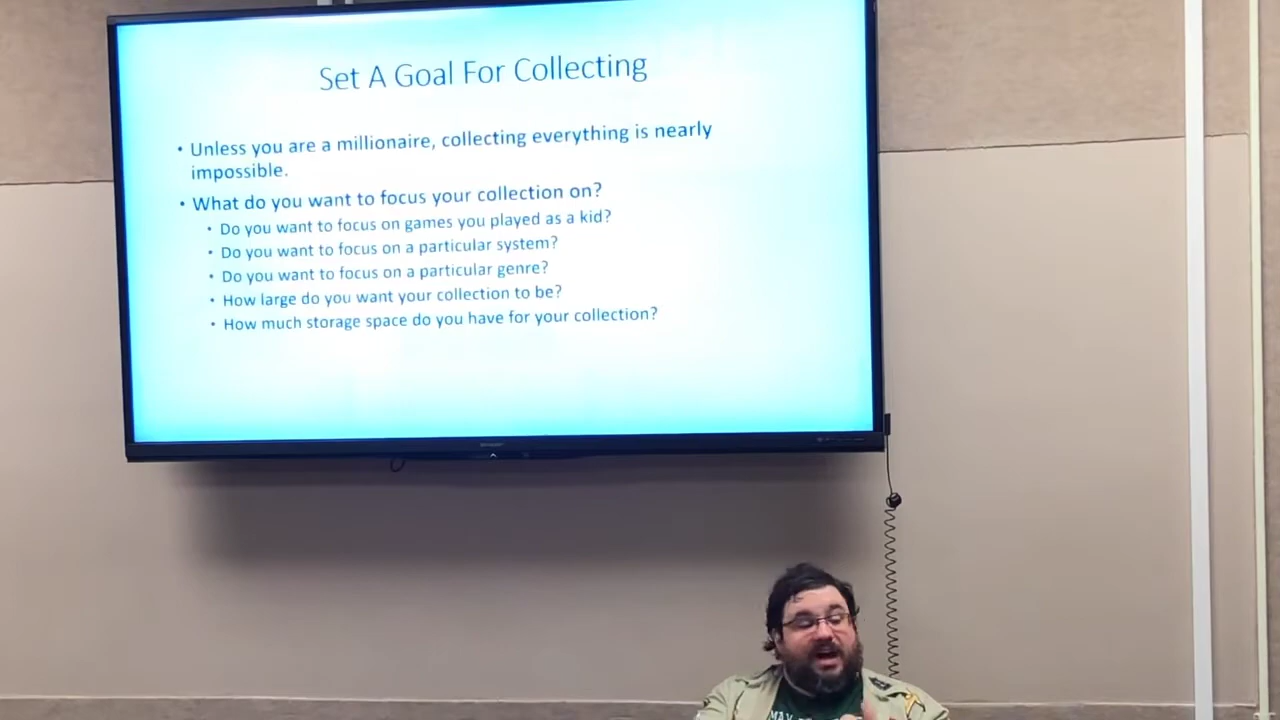 Set A Goal For Collecting
• Unless you are a millionaire, collecting everything is nearly
impossible.
• What do you want to focus your collection on?
• Do you want to focus on games you played as a kid?
• Do you want to focus on a particular system?
• Do you want to focus on a particular genre?
• How large do you want your collection to be?
• How much storage space do you have for your collection?
SHARP
MAY